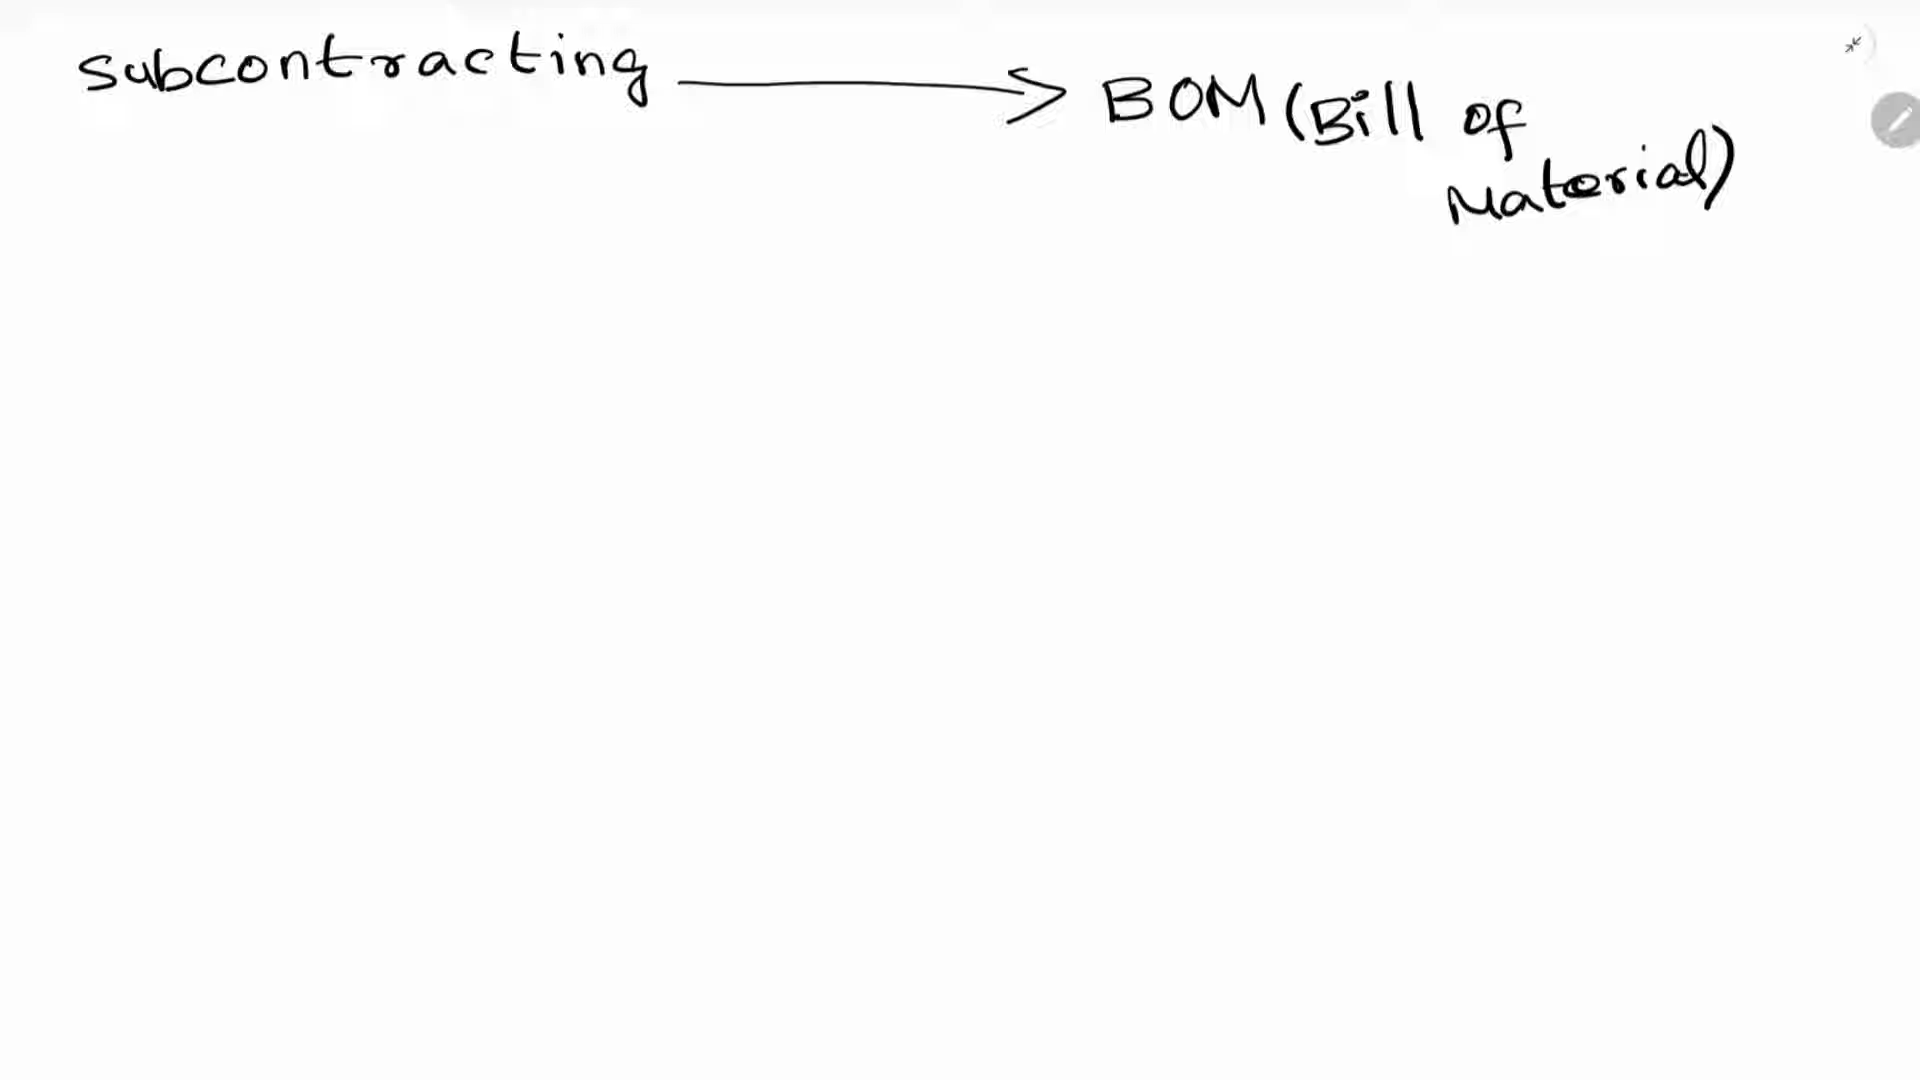 subcontracting → BOM (Bill of
Material)